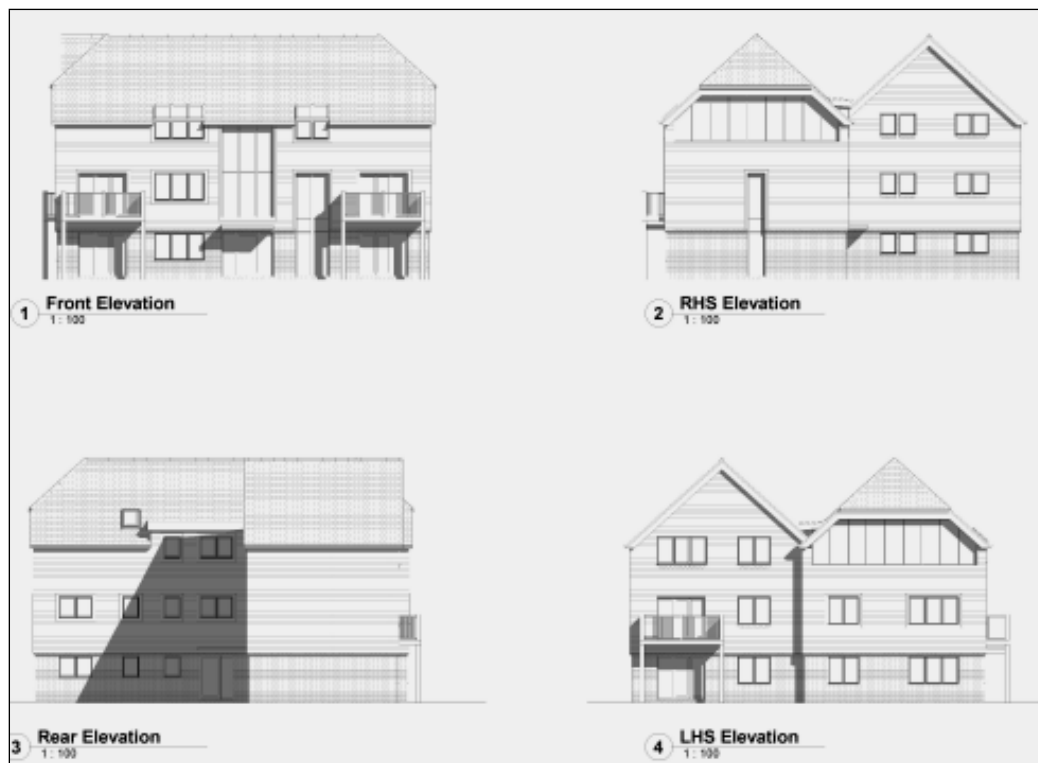 1 Front Elevation
1 : 100
2 RHS Elevation
1 : 100
3 Rear Elevation
1 : 100
4 LHS Elevation
1 : 100